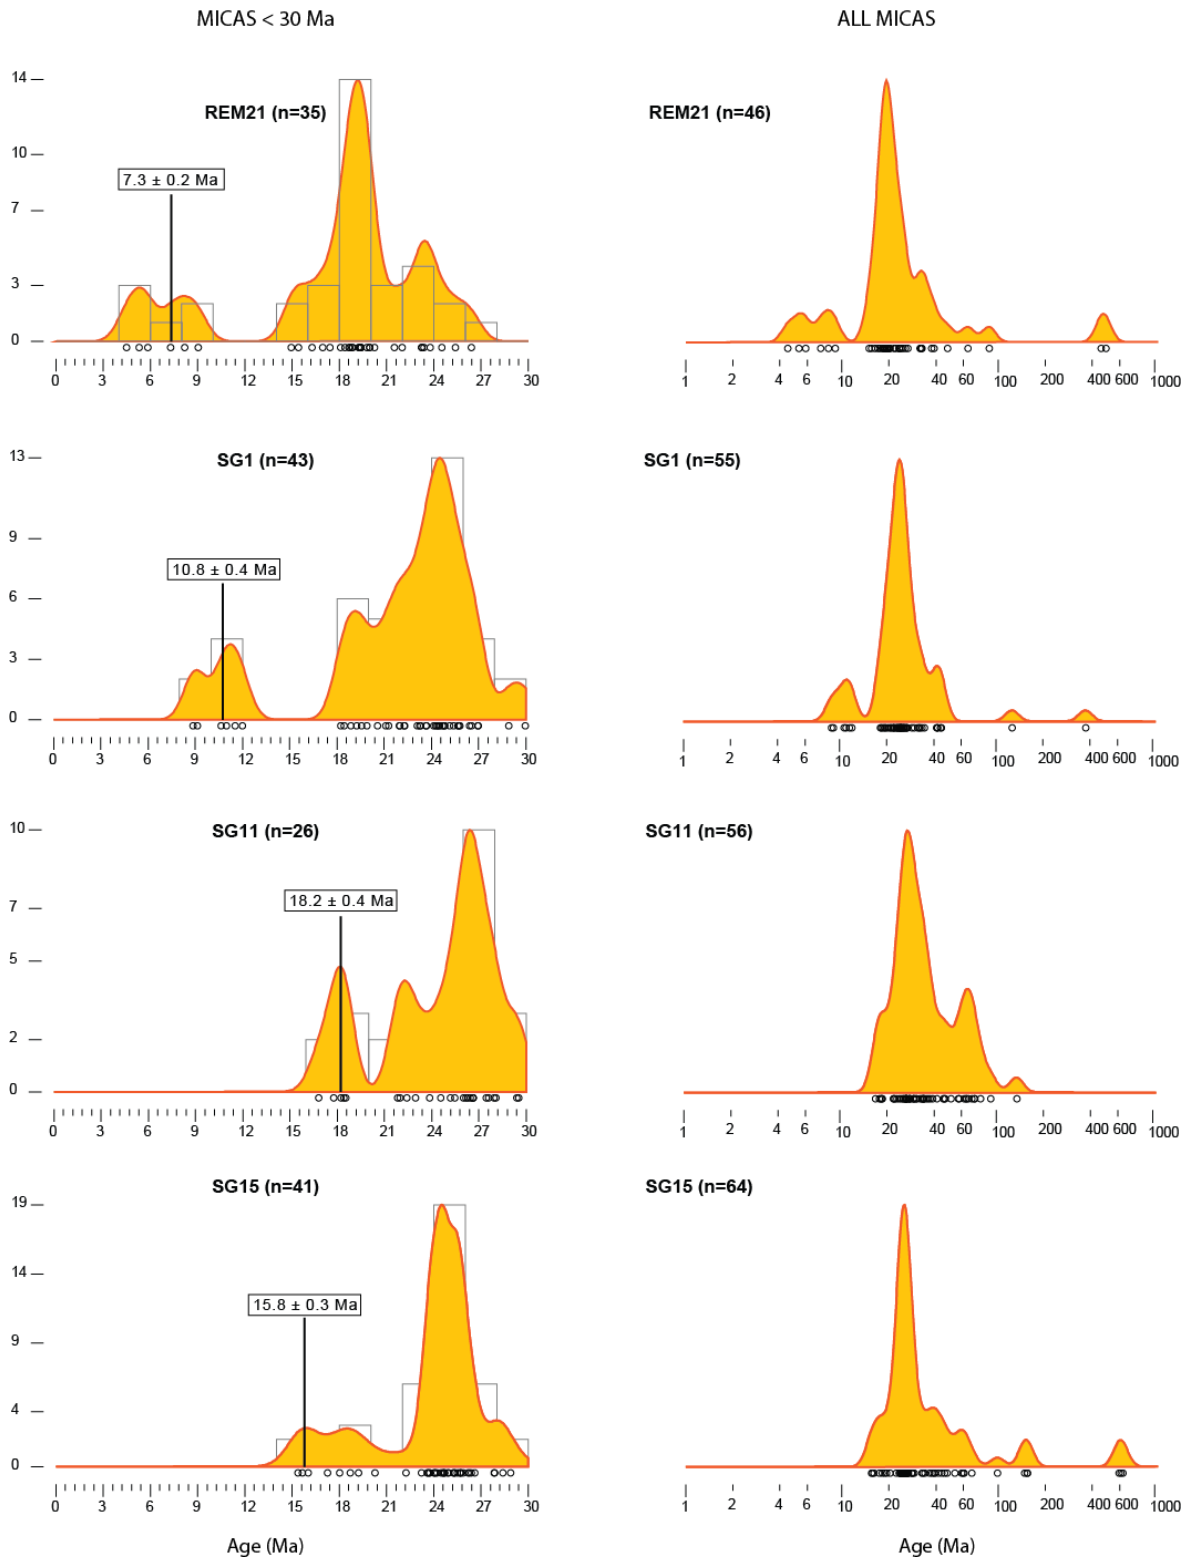 MICAS < 30 Ma
ALL MICAS
14
10
7
3
0
REM21 (n=35)
7.3 ± 0.2 Ma
0 3 6 9 12 15 18 21 24 27 30
REM21 (n=46)
1 2 4 6 10 20 40 60 100 200 400 600 1000
13
9
6
3
0
SG1 (n=43)
10.8 ± 0.4 Ma
0 3 6 9 12 15 18 21 24 27 30
SG1 (n=55)
1 2 4 6 10 20 40 60 100 200 400 600 1000
10
7
5
2
0
SG11 (n=26)
18.2 ± 0.4 Ma
0 3 6 9 12 15 18 21 24 27 30
SG11 (n=56)
1 2 4 6 10 20 40 60 100 200 400 600 1000
19
14
9
4
0
SG15 (n=41)
15.8 ± 0.3 Ma
0 3 6 9 12 15 18 21 24 27 30
SG15 (n=64)
1 2 4 6 10 20 40 60 100 200 400 600 1000
Age (Ma)
Age (Ma)